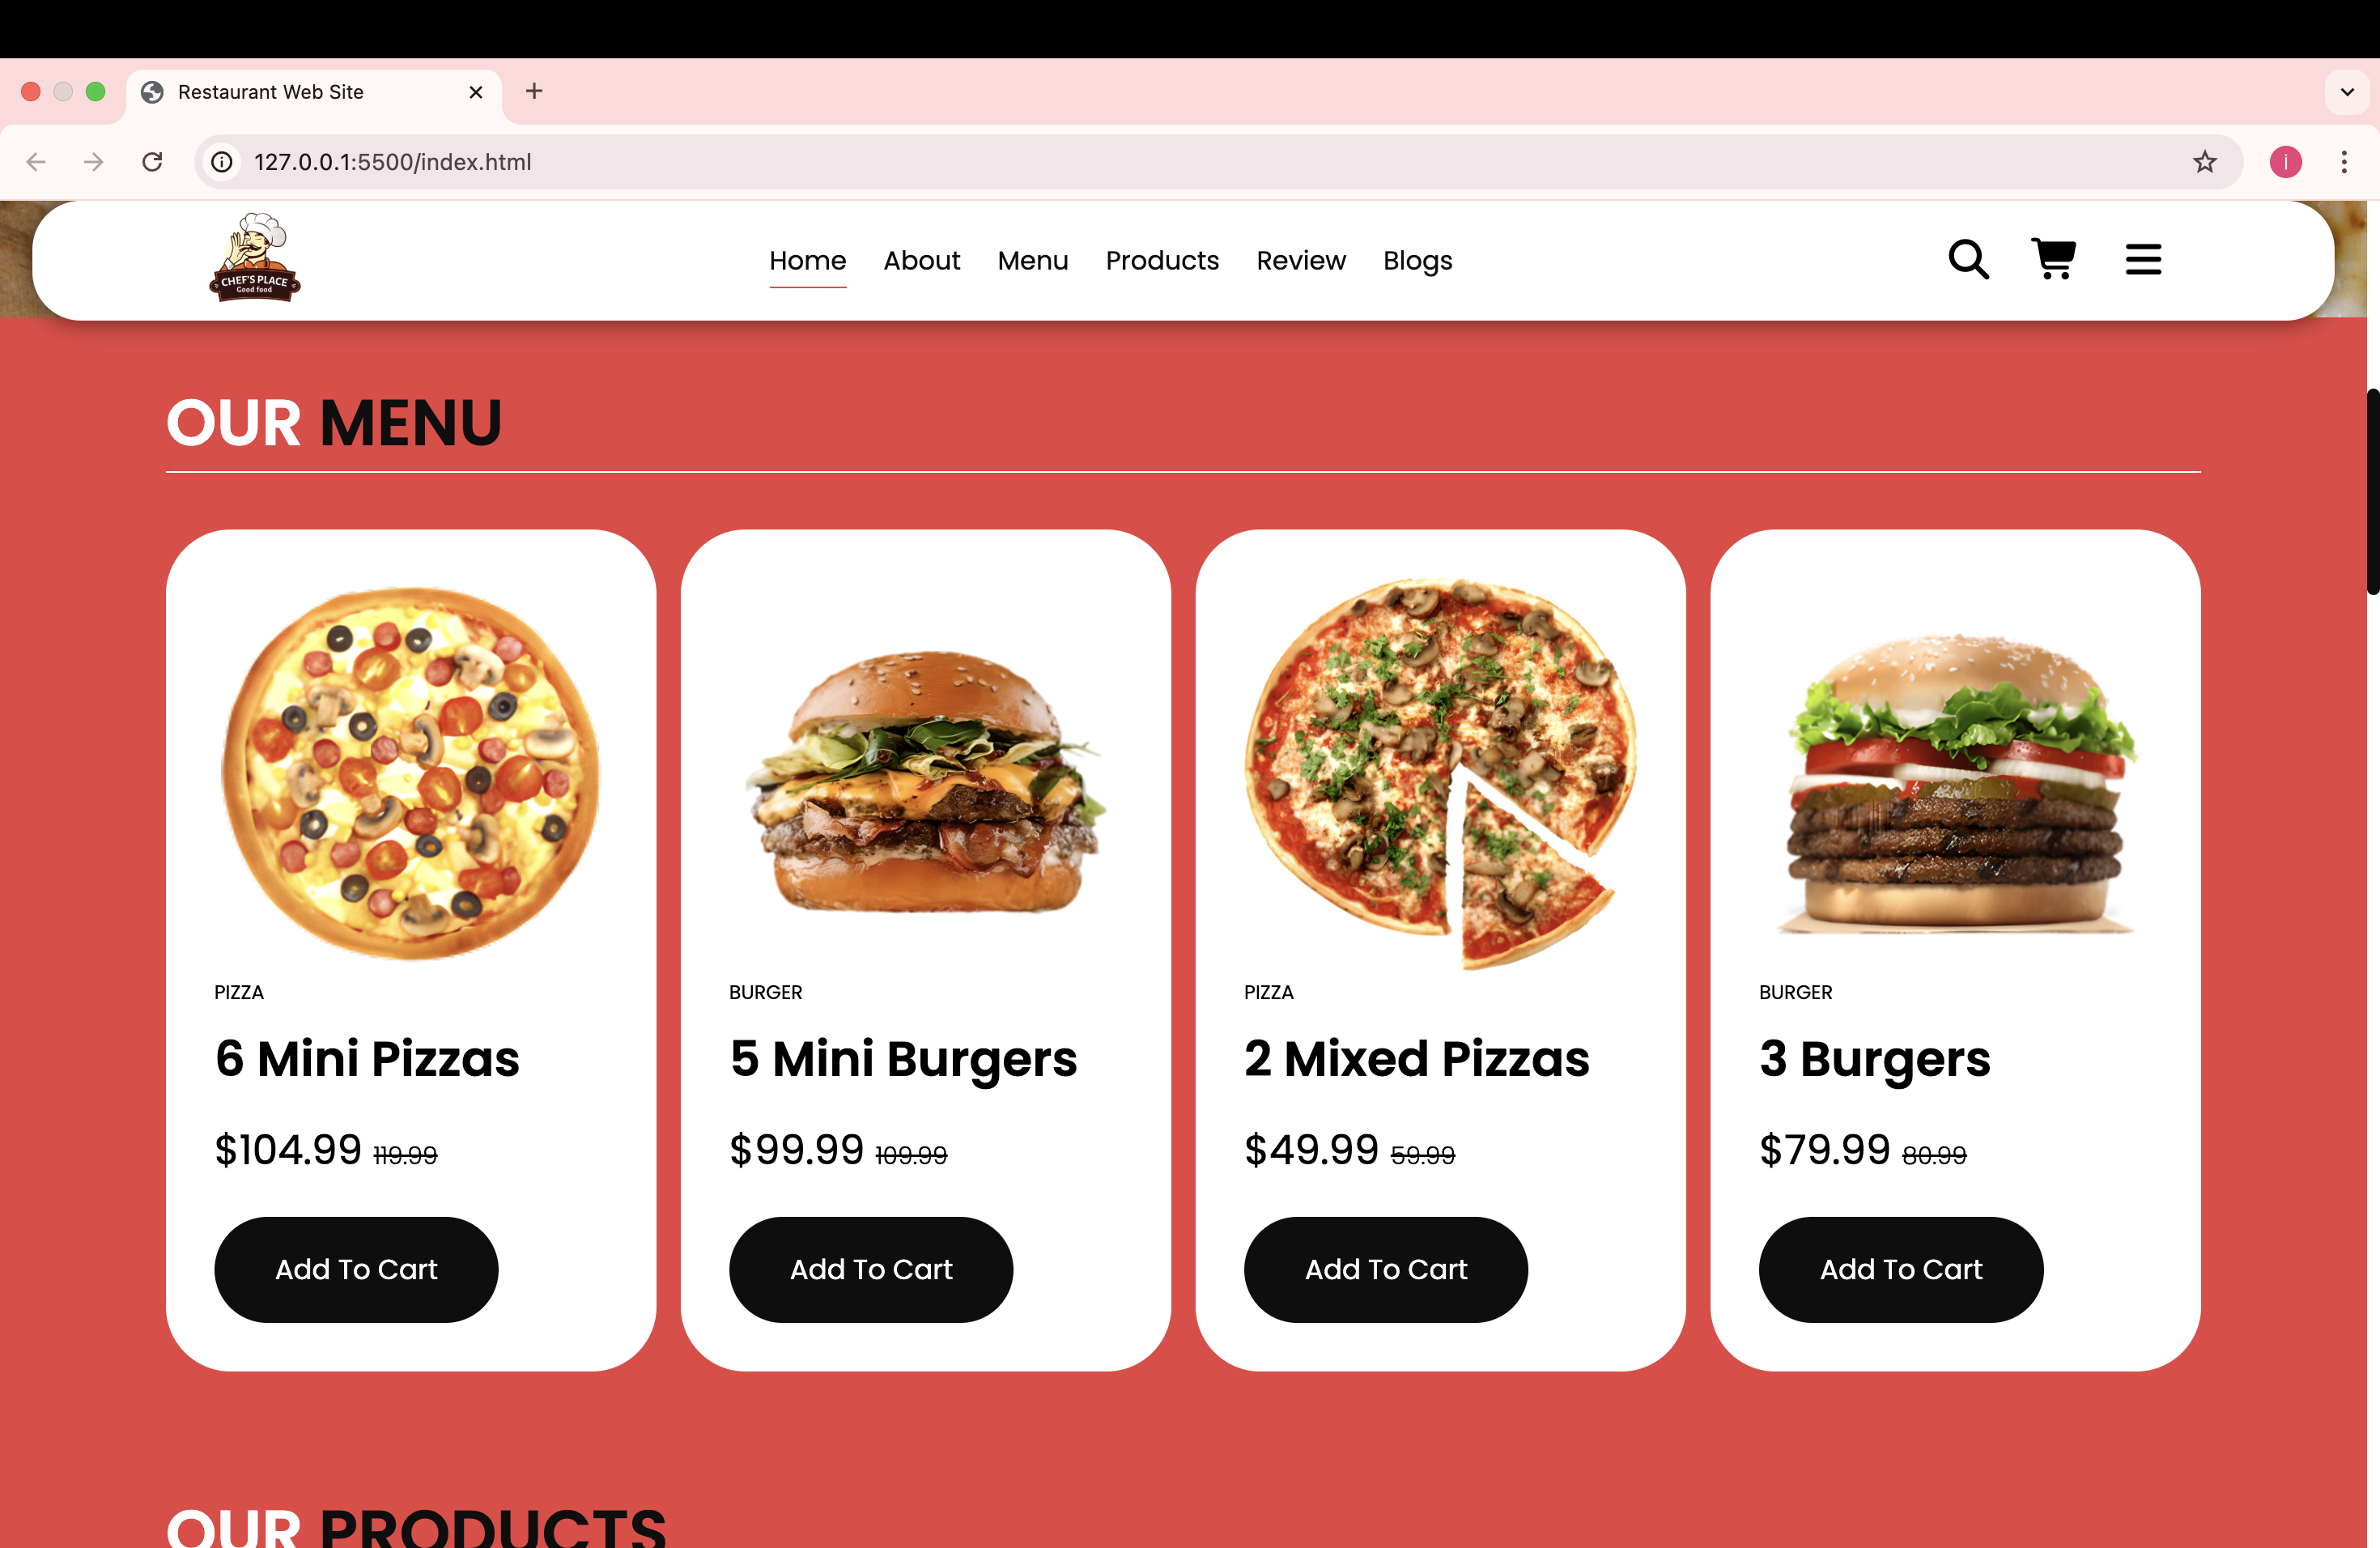 Restaurant Web Site
127.0.0.1:5500/index.html
CHEF'S PLACE
Good food
Home About Menu Products Review Blogs
i
OUR MENU
PIZZA
6 Mini Pizzas
$104.99 119.99
Add To Cart
BURGER
5 Mini Burgers
$99.99 109.99
Add To Cart
PIZZA
2 Mixed Pizzas
$49.99 59.99
Add To Cart
BURGER
3 Burgers
$79.99 80.99
Add To Cart
OUR PRODUCTS